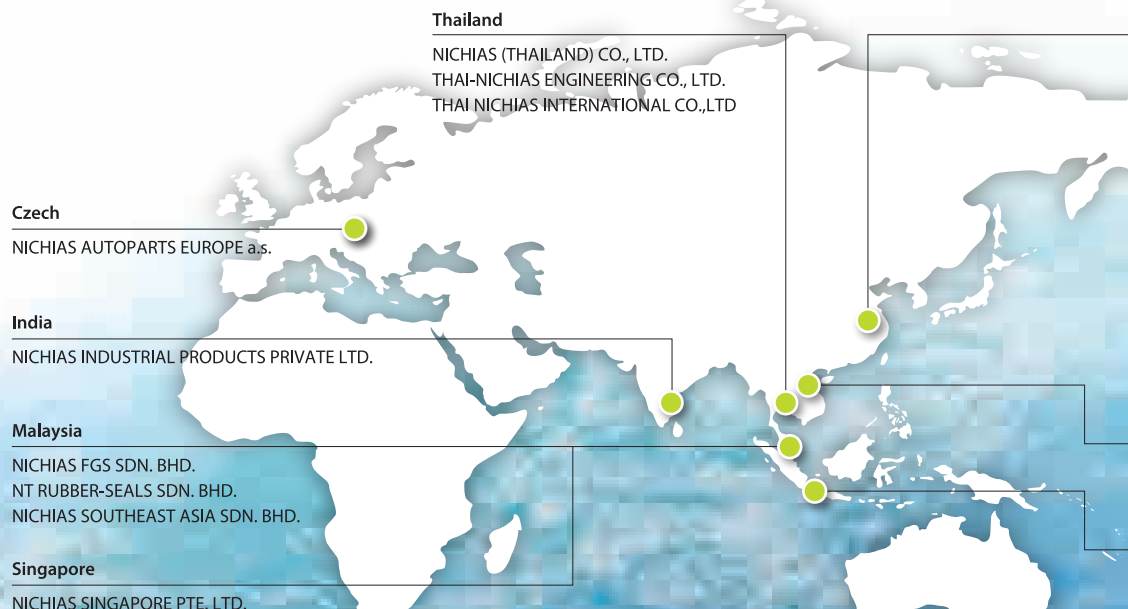 Thailand
NICHIAS (THAILAND) CO., LTD.
THAI-NICHIAS ENGINEERING CO., LTD.
THAI NICHIAS INTERNATIONAL CO.,LTD
Czech
NICHIAS AUTOPARTS EUROPE a.s.
India
NICHIAS INDUSTRIAL PRODUCTS PRIVATE LTD.
Malaysia
NICHIAS FGS SDN. BHD.
NT RUBBER-SEALS SDN. BHD.
NICHIAS SOUTHEAST ASIA SDN. BHD.
Singapore
NICHIAS SINGAPORE PTE. LTD.